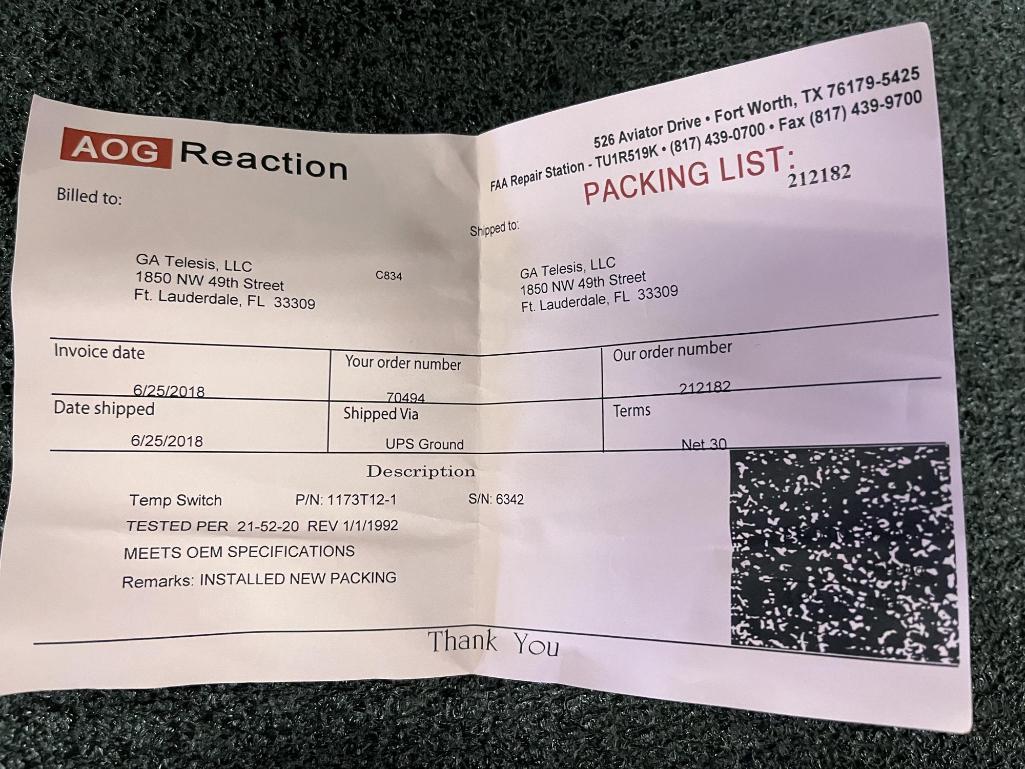 AOG Reaction
526 Aviator Drive • Fort Worth, TX 76179-5425
FAA Repair Station - TU1R519K • (817) 439-0700 • Fax (817) 439-9700
PACKING LIST:
212182
Billed to:
Shipped to:
GA Telesis, LLC
1850 NW 49th Street
Ft. Lauderdale, FL 33309
C834
GA Telesis, LLC
1850 NW 49th Street
Ft. Lauderdale, FL 33309
Invoice date
6/25/2018
Your order number
70494
Our order number
212182
Date shipped
6/25/2018
Shipped Via
UPS Ground
Terms
Net 30
Description
Temp Switch P/N: 1173T12-1 S/N: 6342
TESTED PER 21-52-20 REV 1/1/1992
MEETS OEM SPECIFICATIONS
Remarks: INSTALLED NEW PACKING
Thank You